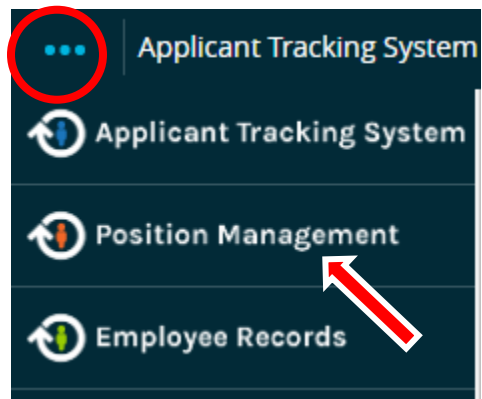 Applicant Tracking System
Applicant Tracking System
Position Management
Employee Records